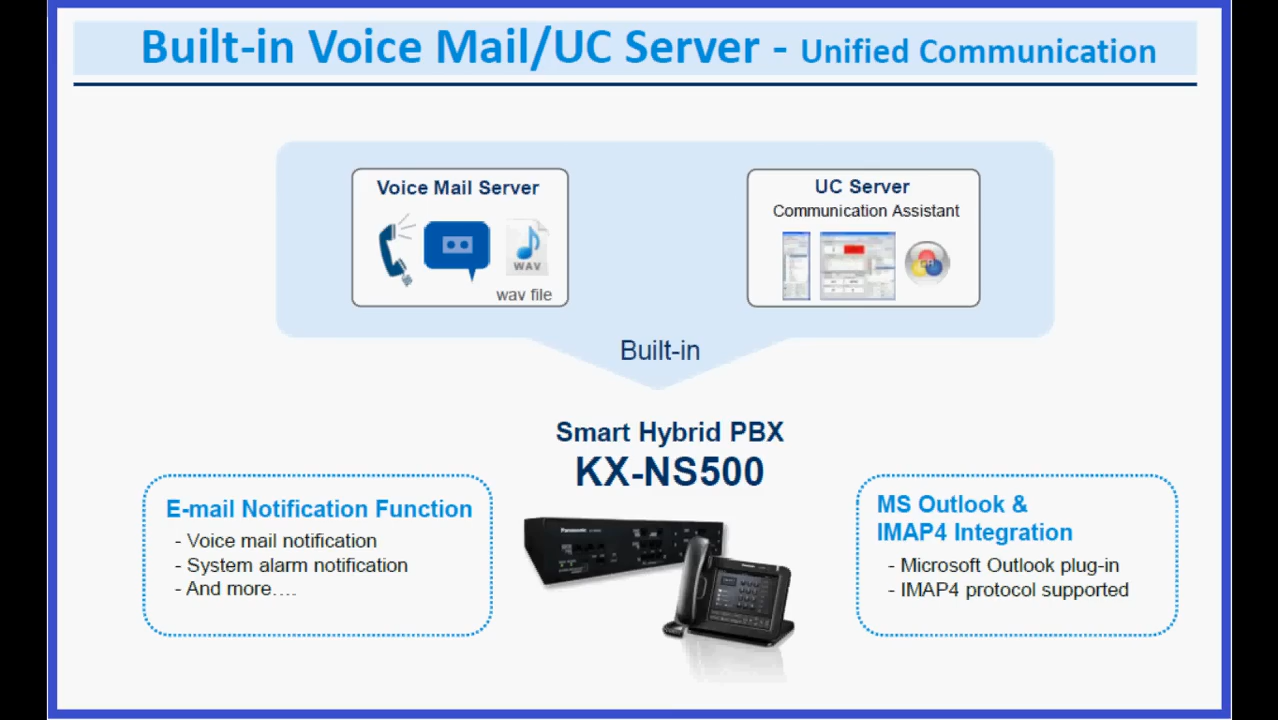 Built-in Voice Mail/UC Server - Unified Communication
Voice Mail Server
WAV
wav file
UC Server
Communication Assistant
Built-in
Smart Hybrid PBX
KX-NS500
E-mail Notification Function
- Voice mail notification
- System alarm notification
- And more....
Panasonic
MS Outlook &
IMAP4 Integration
- Microsoft Outlook plug-in
- IMAP4 protocol supported